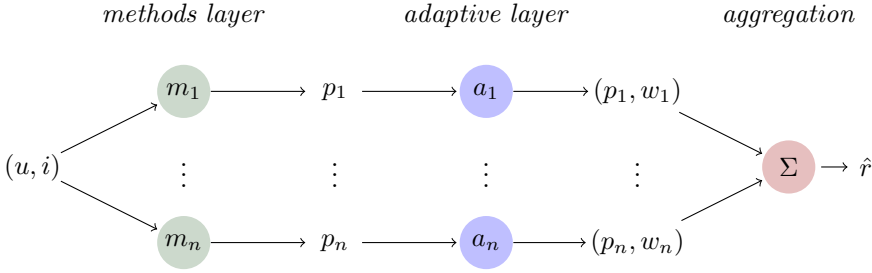 methods layer adaptive layer aggregation
m₁ p₁ a₁ (p₁, w₁)
(u, i) ⋮ ⋮ ⋮ ⋮ Σ r̂
mₙ pₙ aₙ (pₙ, wₙ)